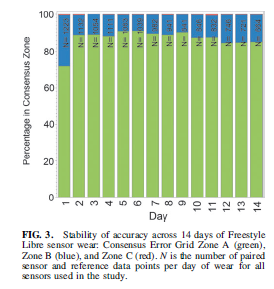 100
80
60
40
20
0
Percentage in Consensus Zone
1 2 3 4 5 6 7 8 9 10 11 12 13 14
Day
FIG. 3. Stability of accuracy across 14 days of Freestyle
Libre sensor wear: Consensus Error Grid Zone A (green),
Zone B (blue), and Zone C (red). N is the number of paired
sensor and reference data points per day of wear for all
sensors used in the study.